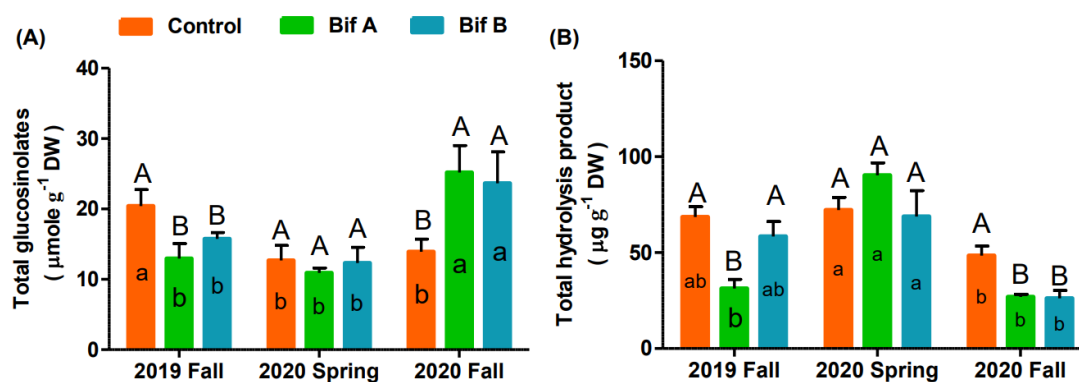 (A) Control Bif A Bif B
Total glucosinolates
( μmole g-1 DW)
40
30
20
10
0
A B B A A A B A A
a b b b b b b a a
2019 Fall 2020 Spring 2020 Fall
(B)
Total hydrolysis product
( μg g-1 DW)
150
100
50
0
A B A A A A A B B
ab b ab a a a b b b
2019 Fall 2020 Spring 2020 Fall